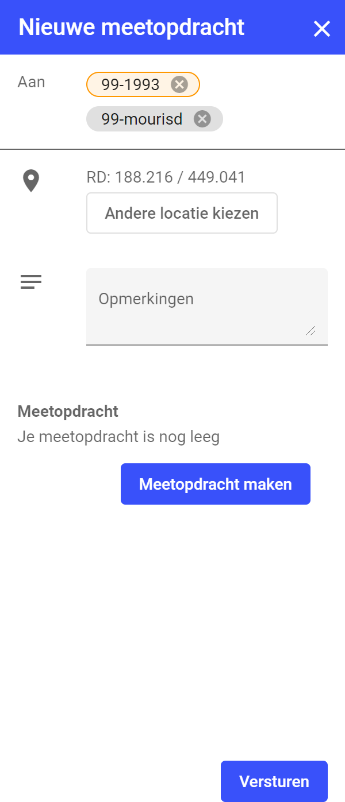 Nieuwe meetopdracht
Aan
99-1993
99-mourisd
RD: 188.216 / 449.041
Andere locatie kiezen
Opmerkingen
Meetopdracht
Je meetopdracht is nog leeg
Meetopdracht maken
Versturen